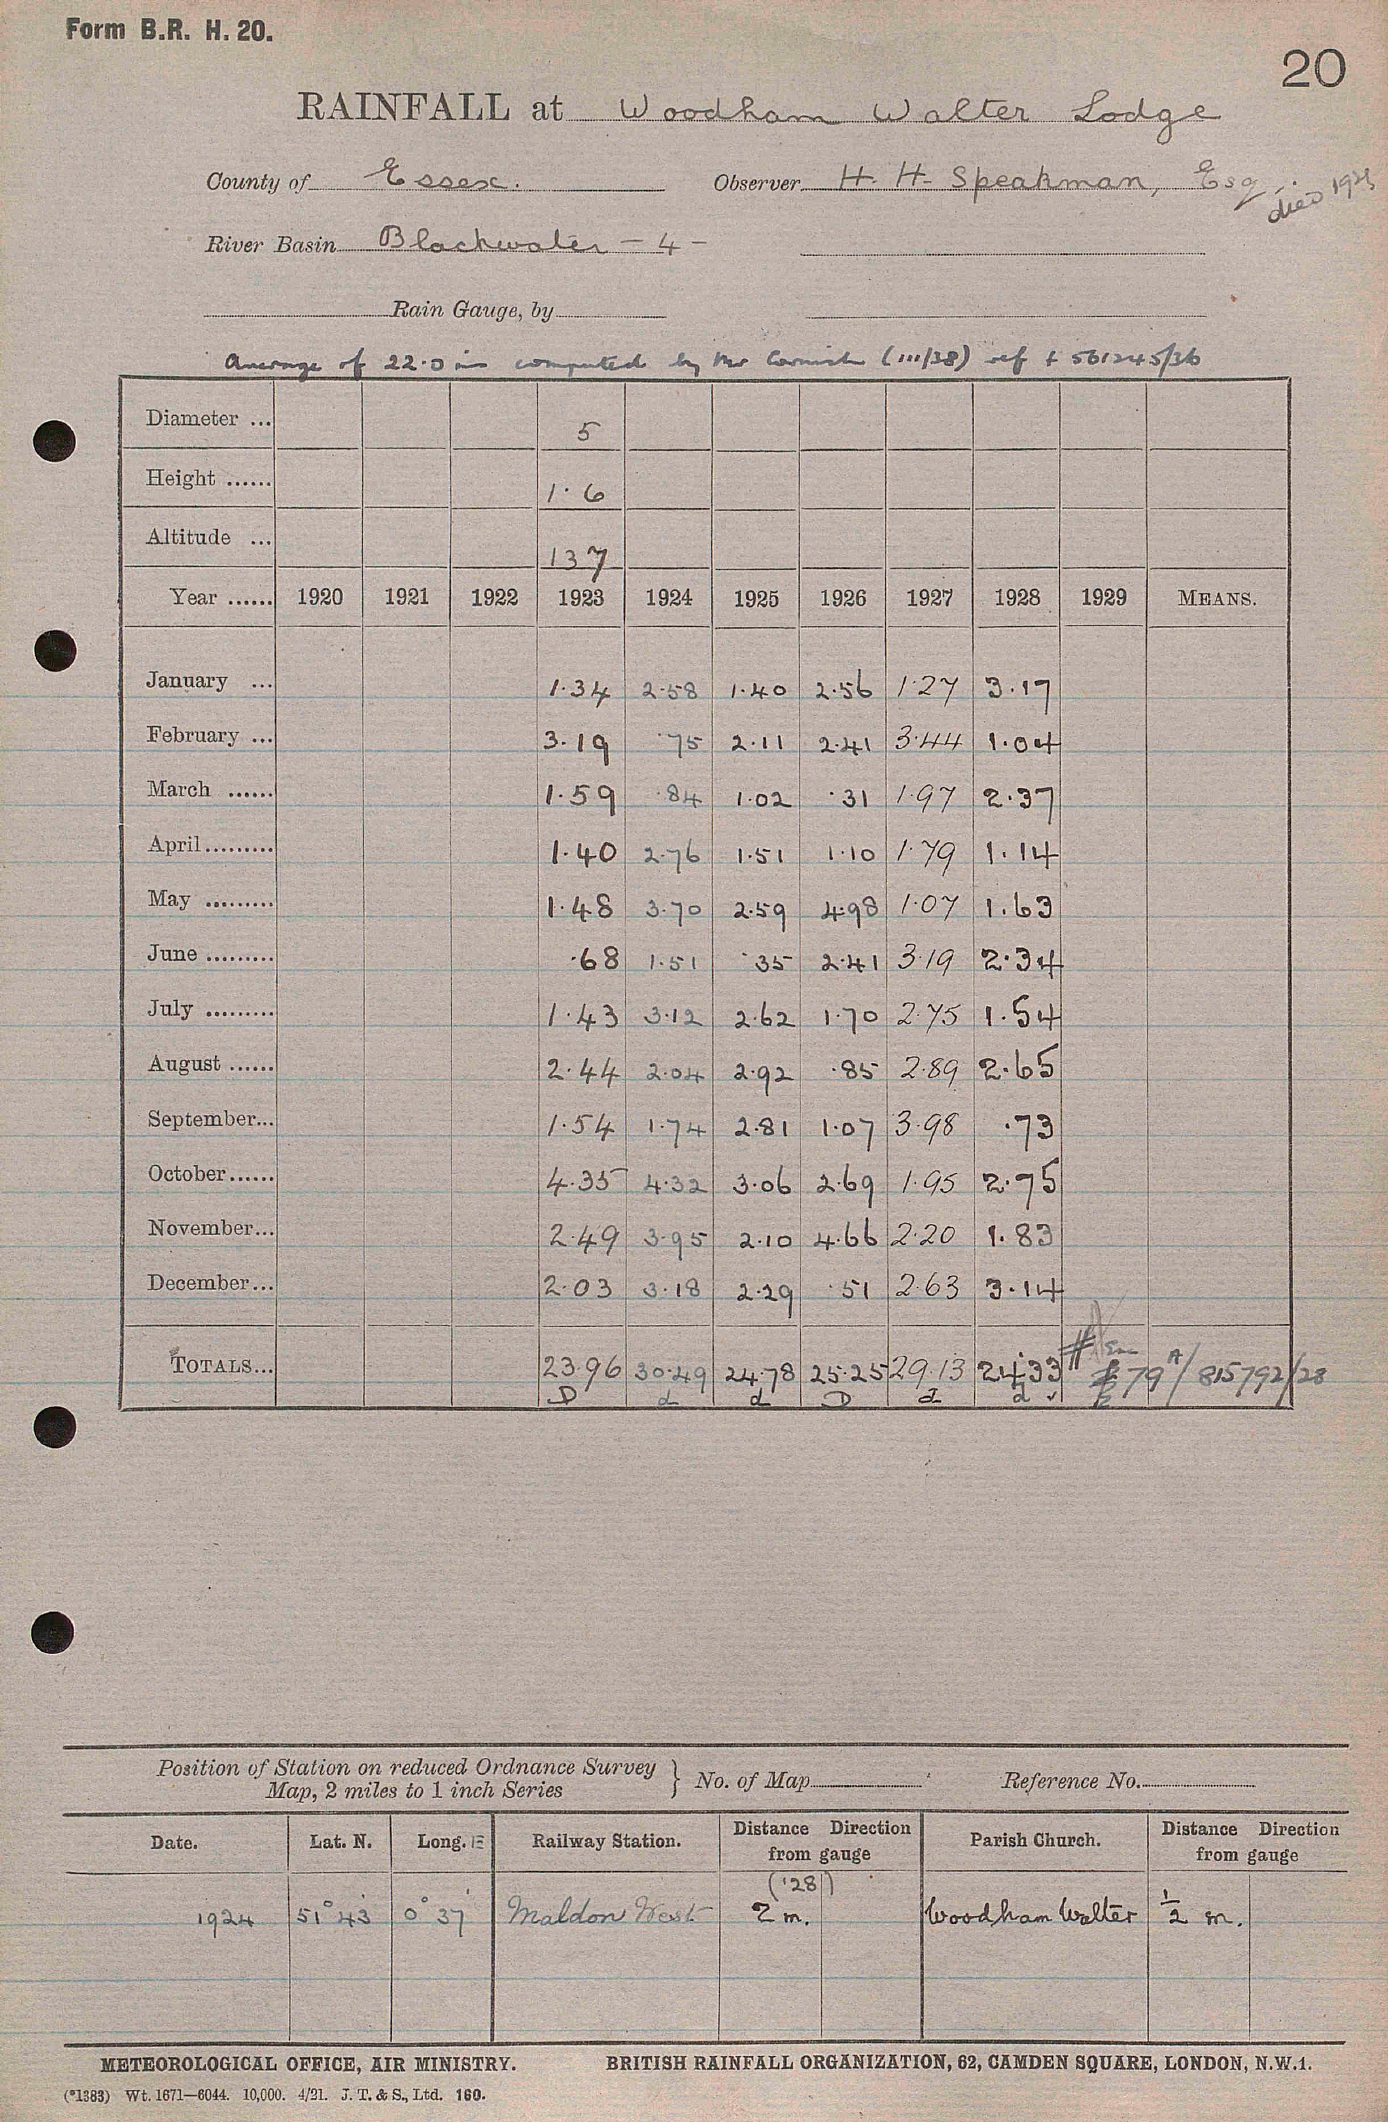 Form B.R. H. 20.
20
RAINFALL at Woodham Walter Lodge
County of Essex. Observer H. H. Speakman, Esq.
died
River Basin Blackwater - 4 -
Rain Gauge, by
Average of 22.0 in computed by Mr Cornish (III/38) ref 561245/36
Diameter ... 5
Height ...... 1.6
Altitude ... 137
Year ...... 1920 1921 1922 1923 1924 1925 1926 1927 1928 1929 MEANS.
January ... 1.34 2.58 1.40 2.56 1.27 3.17
February ... 3.19 .75 2.11 2.41 3.44 1.04
March ...... 1.59 .84 1.02 .31 1.97 2.37
April ......... 1.40 2.76 1.51 1.10 1.79 1.14
May ......... 1.48 3.70 2.59 4.98 1.07 1.63
June ......... .68 1.51 .35 2.41 3.19 2.34
July ......... 1.43 3.12 2.62 1.70 2.75 1.54
August ...... 2.44 2.04 2.92 .85 2.89 2.65
September... 1.54 1.74 2.81 1.07 3.98 .73
October ...... 4.35 4.32 3.06 2.69 1.95 2.75
November... 2.49 3.95 2.10 4.66 2.20 1.83
December... 2.03 3.18 2.29 .51 2.63 3.14
TOTALS... 23.96 30.49 24.78 25.25 29.13 24.33 79A/815792/28
D d d D d d
Position of Station on reduced Ordnance Survey
Map, 2 miles to 1 inch Series } No. of Map Reference No.
Date. Lat. N. Long. E Railway Station. Distance Direction from gauge Parish Church. Distance Direction from gauge
('28)
1924 51° 43' 0° 37' Maldon West 2 m. Woodham Walter 1/2 m.
METEOROLOGICAL OFFICE, AIR MINISTRY. BRITISH RAINFALL ORGANIZATION, 62, CAMDEN SQUARE, LONDON, N.W.1.
(*1383) Wt. 1671—6044. 10,000. 4/21. J. T. & S., Ltd. 160.